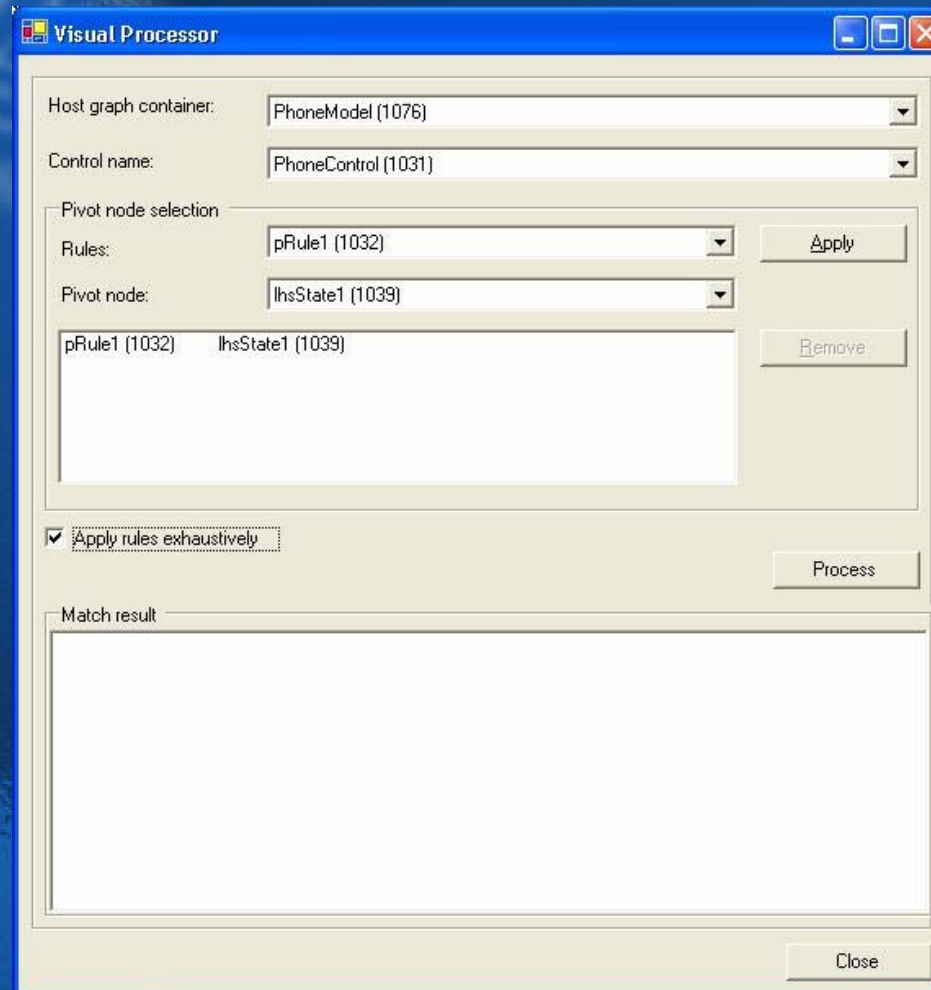 Visual Processor
Host graph container: PhoneModel (1076)
Control name: PhoneControl (1031)
Pivot node selection
Rules: pRule1 (1032) Apply
Pivot node: lhsState1 (1039)
pRule1 (1032) lhsState1 (1039) Remove
Apply rules exhaustively
Process
Match result
Close